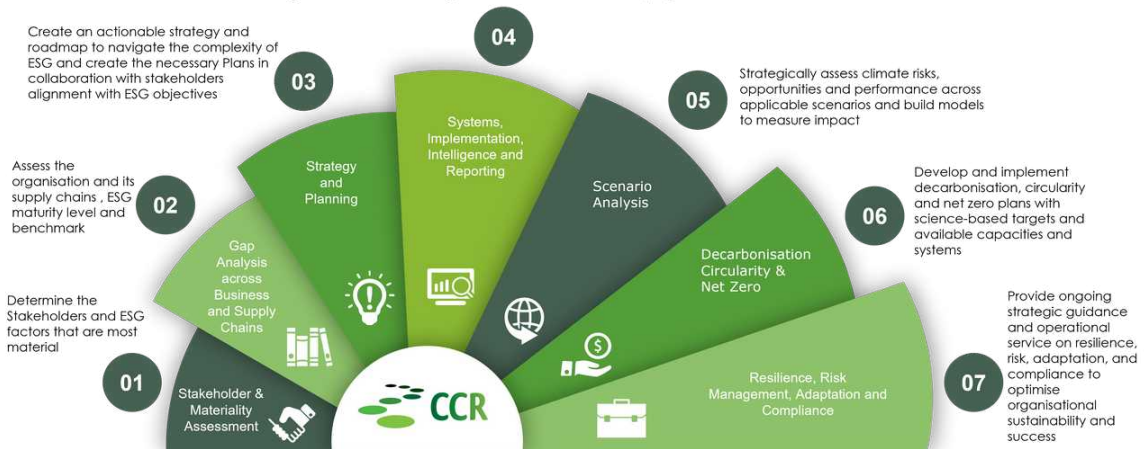 04
Create an actionable strategy and
roadmap to navigate the complexity of
ESG and create the necessary Plans in
collaboration with stakeholders
alignment with ESG objectives
03
Systems,
Implementation,
Intelligence and
Reporting
05
Strategically assess climate risks,
opportunities and performance across
applicable scenarios and build models
to measure impact
Assess the
organisation and its
supply chains , ESG
maturity level and
benchmark
02
Strategy
and
Planning
Scenario
Analysis
06
Develop and implement
decarbonisation, circularity
and net zero plans with
science-based targets and
available capacities and
systems
Gap
Analysis
across
Business
and Supply
Chains
Decarbonisation
Circularity &
Net Zero
Determine the
Stakeholders and ESG
factors that are most
material
01
Stakeholder &
Materiality
Assessment
CCR
$
Resilience, Risk
Management, Adaptation and
Compliance
07
Provide ongoing
strategic guidance
and operational
service on resilience,
risk, adaptation, and
compliance to
optimise
organisational
sustainability and
success